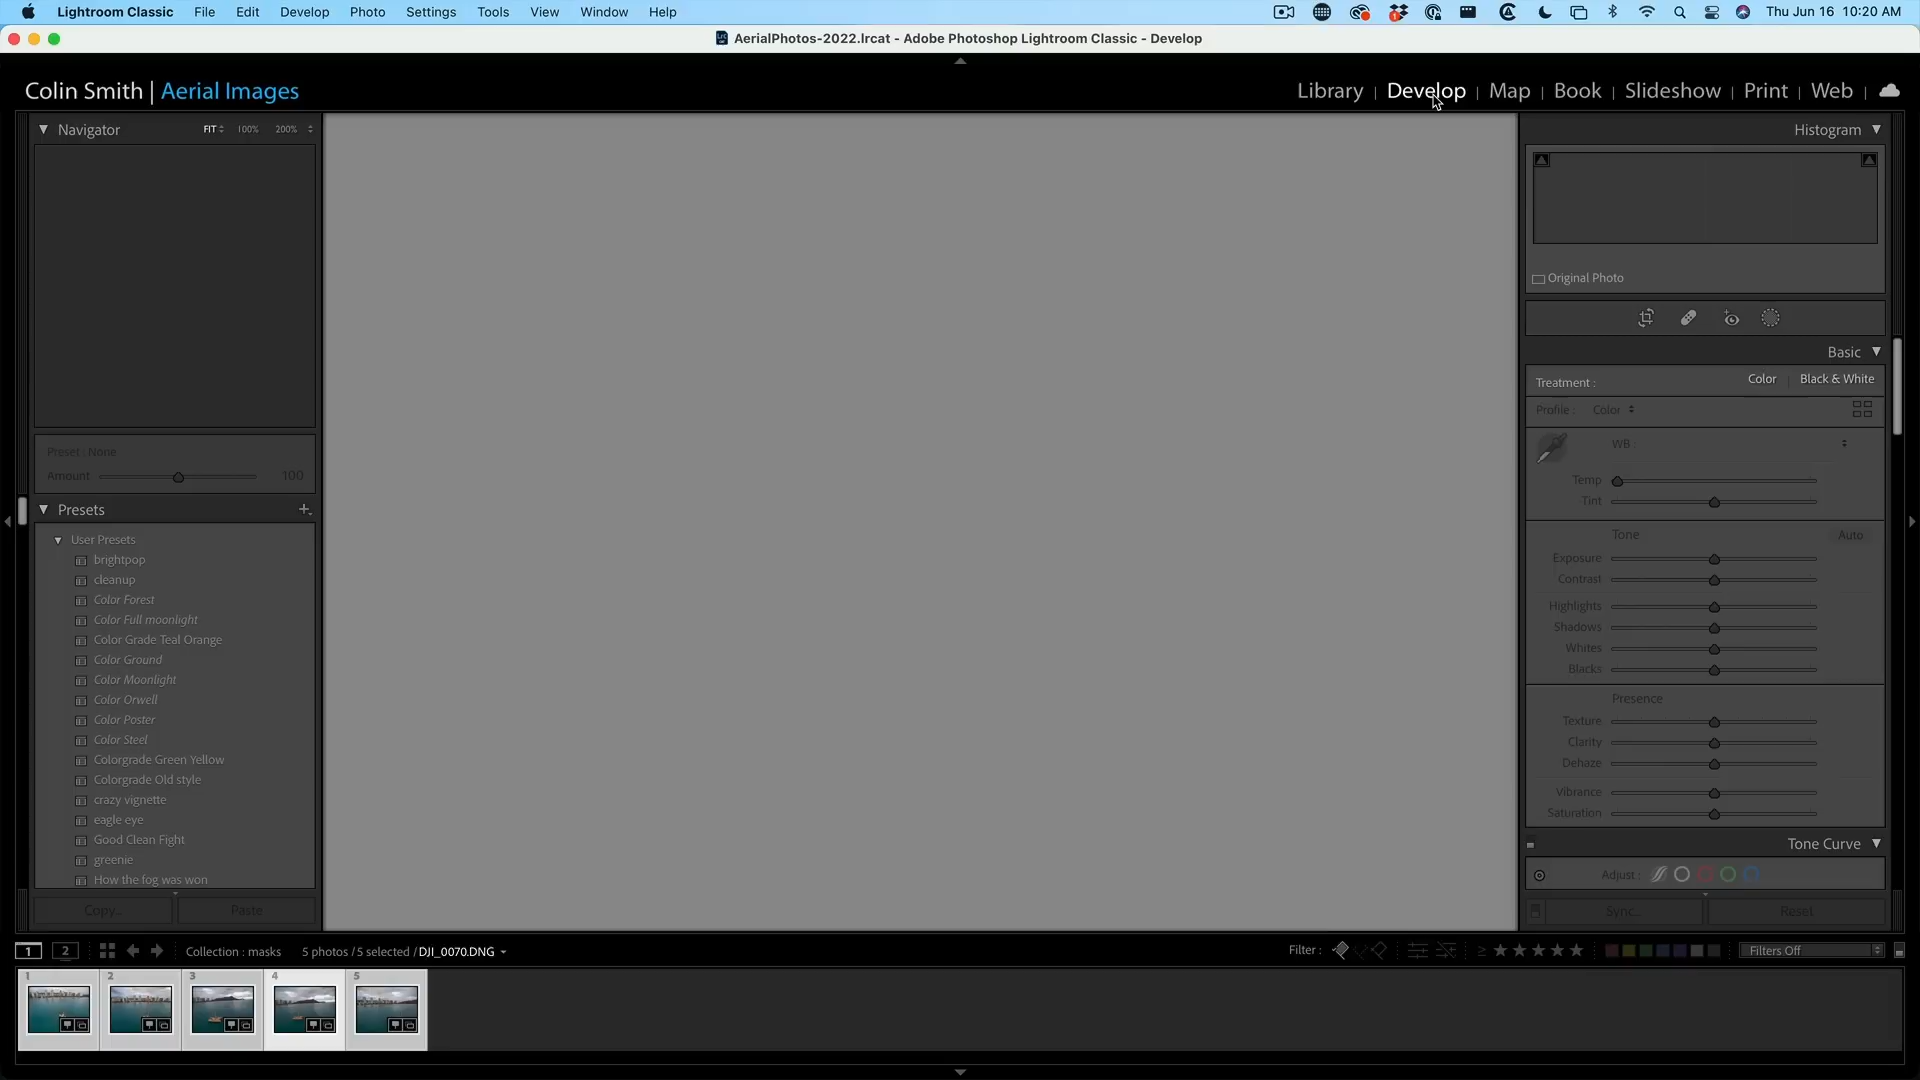 Lightroom Classic File Edit Develop Photo Settings Tools View Window Help Thu Jun 16 10:20 AM
AerialPhotos-2022.lrcat - Adobe Photoshop Lightroom Classic - Develop
Colin Smith | Aerial Images
Library | Develop | Map | Book | Slideshow | Print | Web |
Navigator FIT 100% 200%
Histogram
Original Photo
Basic
Treatment : Color Black & White
Profile : Color
WB :
Temp
Tint
Tone Auto
Exposure
Contrast
Highlights
Shadows
Whites
Blacks
Presence
Texture
Clarity
Dehaze
Vibrance
Saturation
Tone Curve
Adjust :
Sync... Reset
Preset : None
Amount 100
Presets
User Presets
brightpop
cleanup
Color Forest
Color Full moonlight
Color Grade Teal Orange
Color Ground
Color Moonlight
Color Orwell
Color Poster
Color Steel
Colorgrade Green Yellow
Colorgrade Old style
crazy vignette
eagle eye
Good Clean Fight
greenie
How the fog was won
Copy... Paste
1 2 Collection : masks 5 photos / 5 selected / DJI_0070.DNG
Filter : ≥ ★★★★★ Filters Off
1 2 3 4 5